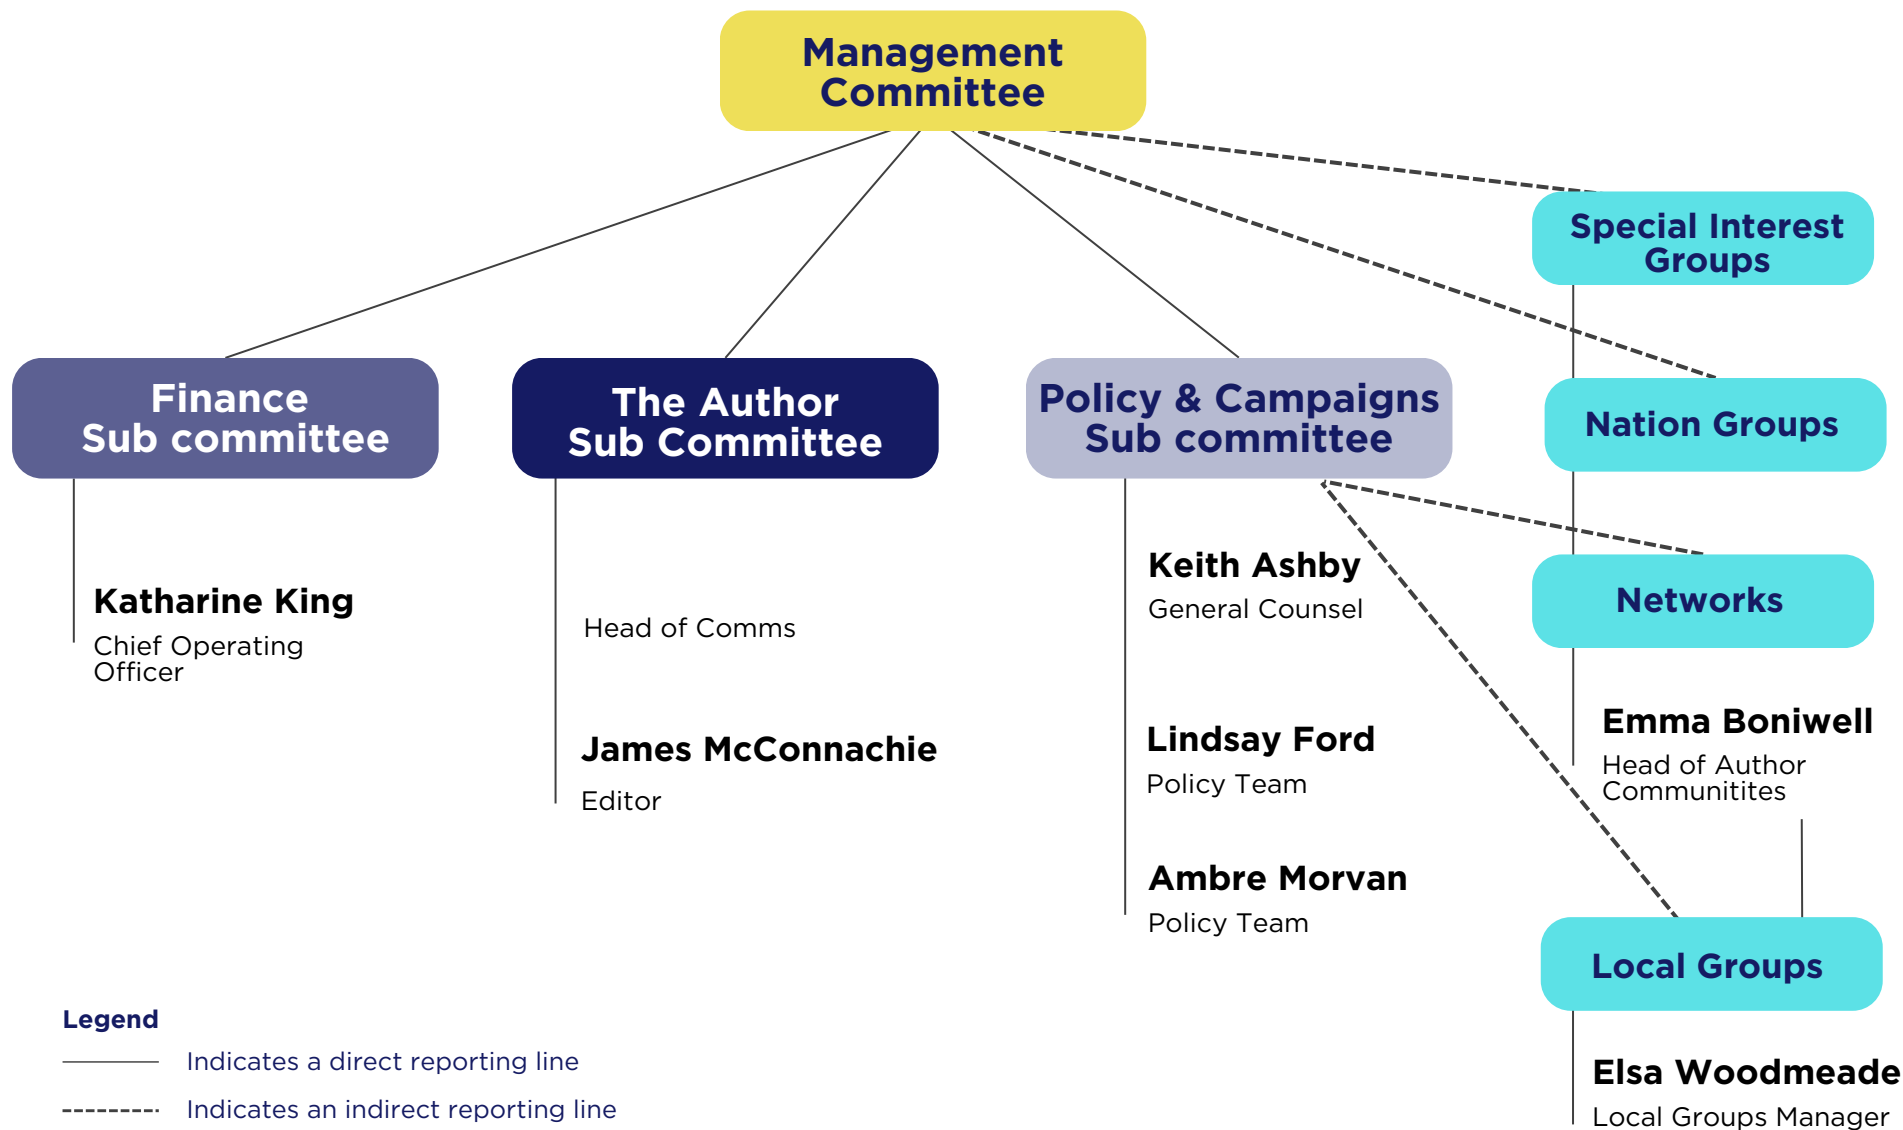 Management
Committee
Special Interest
Groups
Finance
Sub committee
The Author
Sub Committee
Policy & Campaigns
Sub committee
Nation Groups
Networks
Katharine King
Chief Operating
Officer
Head of Comms
James McConnachie
Editor
Keith Ashby
General Counsel
Lindsay Ford
Policy Team
Ambre Morvan
Policy Team
Emma Boniwell
Head of Author
Communitites
Local Groups
Elsa Woodmeade
Local Groups Manager
Legend
Indicates a direct reporting line
Indicates an indirect reporting line